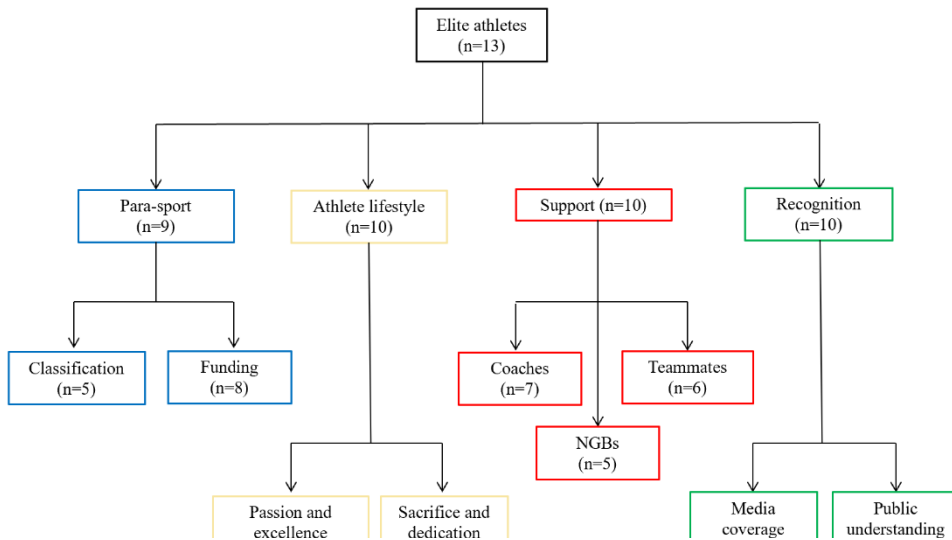 Elite athletes
(n=13)
Para-sport
(n=9)
Athlete lifestyle
(n=10)
Support (n=10)
Recognition
(n=10)
Classification
(n=5)
Funding
(n=8)
Coaches
(n=7)
Teammates
(n=6)
NGBs
(n=5)
Passion and
excellence
Sacrifice and
dedication
Media
coverage
Public
understanding